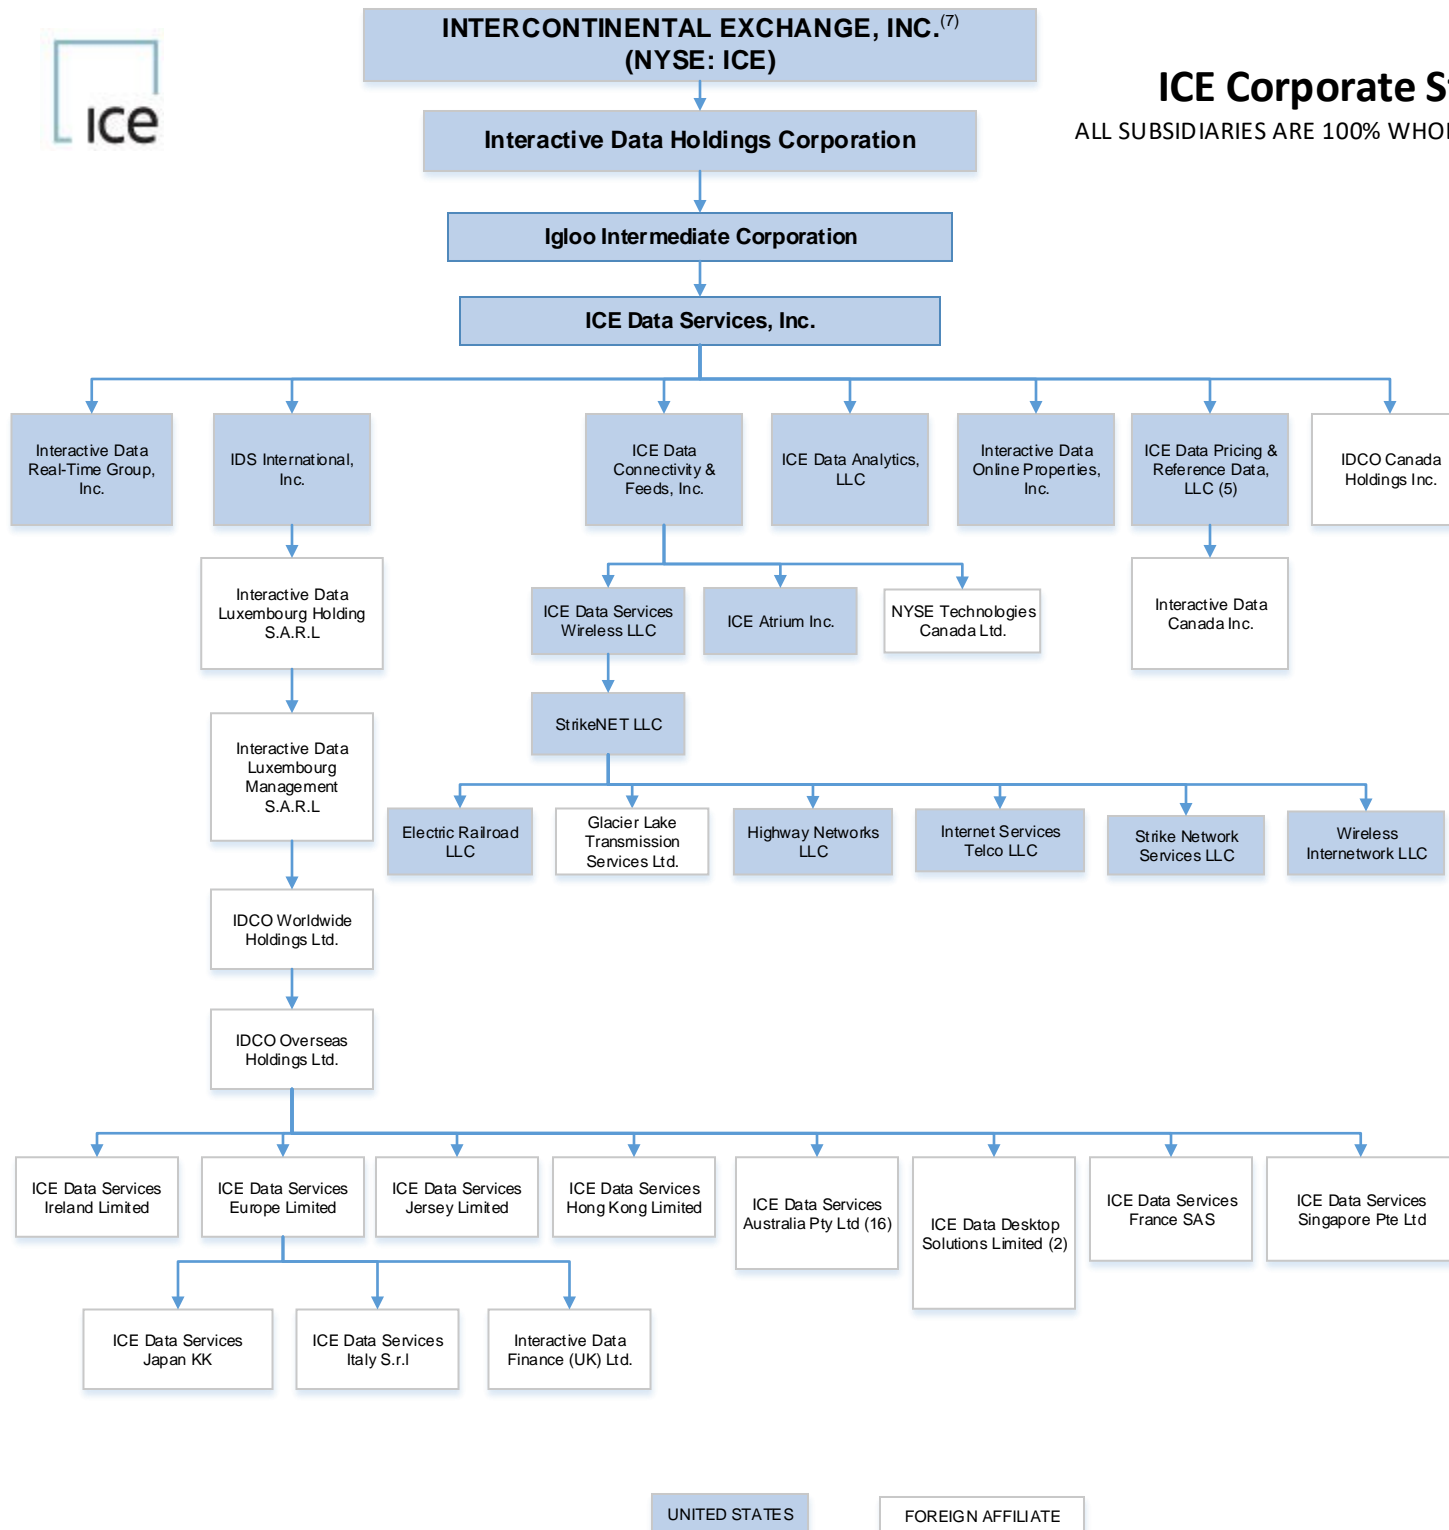 ice
INTERCONTINENTAL EXCHANGE, INC.(7)
(NYSE: ICE)
ICE Corporate
ALL SUBSIDIARIES ARE 100%
Interactive Data Holdings Corporation
Igloo Intermediate Corporation
ICE Data Services, Inc.
Interactive Data
Real-Time Group,
Inc.
IDS International,
Inc.
ICE Data
Connectivity &
Feeds, Inc.
ICE Data Analytics,
LLC
Interactive Data
Online Properties,
Inc.
ICE Data Pricing &
Reference Data,
LLC (5)
IDCO Canada
Holdings Inc.
Interactive Data
Luxembourg Holding
S.A.R.L
ICE Data Services
Wireless LLC
ICE Atrium Inc.
NYSE Technologies
Canada Ltd.
Interactive Data
Canada Inc.
StrikeNET LLC
Interactive Data
Luxembourg
Management
S.A.R.L
Electric Railroad
LLC
Glacier Lake
Transmission
Services Ltd.
Highway Networks
LLC
Internet Services
Telco LLC
Strike Network
Services LLC
Wireless
Internetwork LLC
IDCO Worldwide
Holdings Ltd.
IDCO Overseas
Holdings Ltd.
ICE Data Services
Ireland Limited
ICE Data Services
Europe Limited
ICE Data Services
Jersey Limited
ICE Data Services
Hong Kong Limited
ICE Data Services
Australia Pty Ltd (16)
ICE Data Desktop
Solutions Limited (2)
ICE Data Services
France SAS
ICE Data Services
Singapore Pte Ltd
ICE Data Services
Japan KK
ICE Data Services
Italy S.r.l
Interactive Data
Finance (UK) Ltd.
UNITED STATES
FOREIGN AFFILIATE